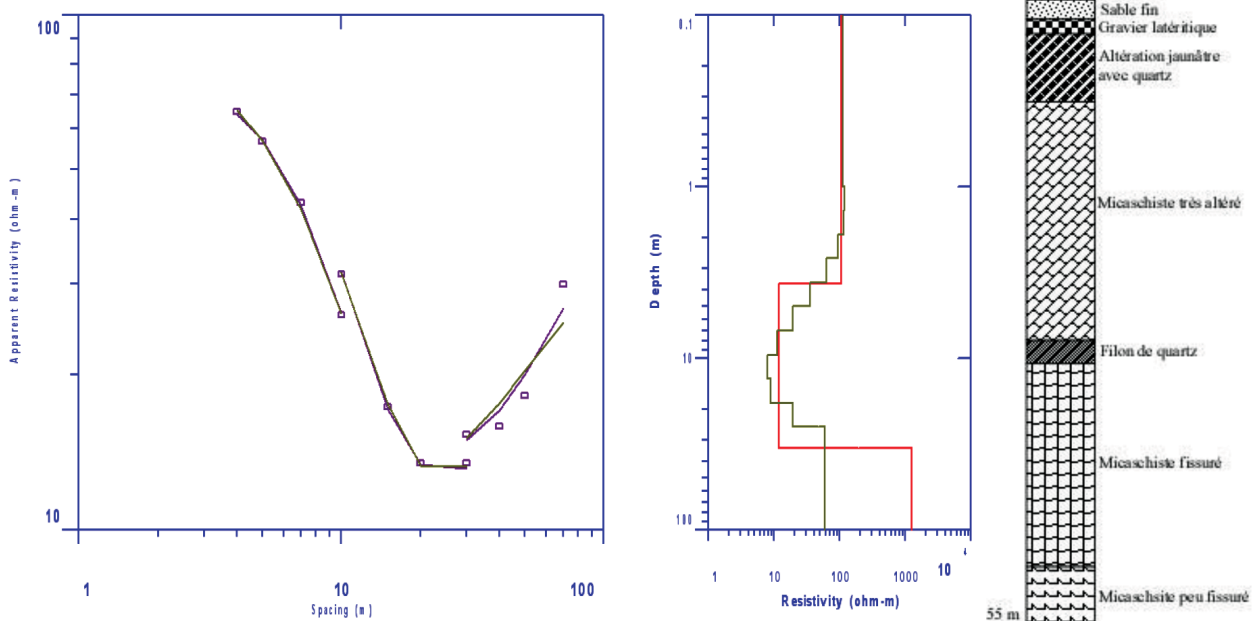 100
10
Apparent Resistivity (ohm-m)
1
10
100
Spacing (m)
0.1
1
10
100
Depth (m)
1
10
100
1000
10 4
Resistivity (ohm-m)
Sable fin
Gravier latéritique
Altération jaunâtre
avec quartz
Micaschiste très altéré
Filon de quartz
Micaschiste fissuré
Micaschsite peu fissuré
55 m